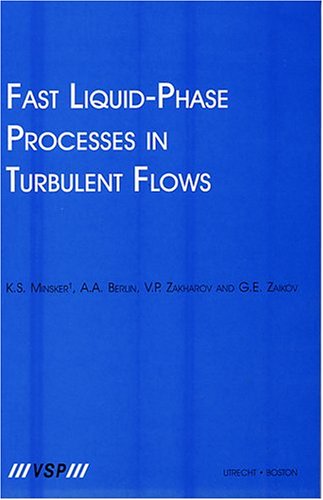 FAST LIQUID-PHASE
PROCESSES IN
TURBULENT FLOWS
K.S. MINSKER†, A.A. BERLIN, V.P. ZAKHAROV AND G.E. ZAIKOV
///VSP///
UTRECHT • BOSTON